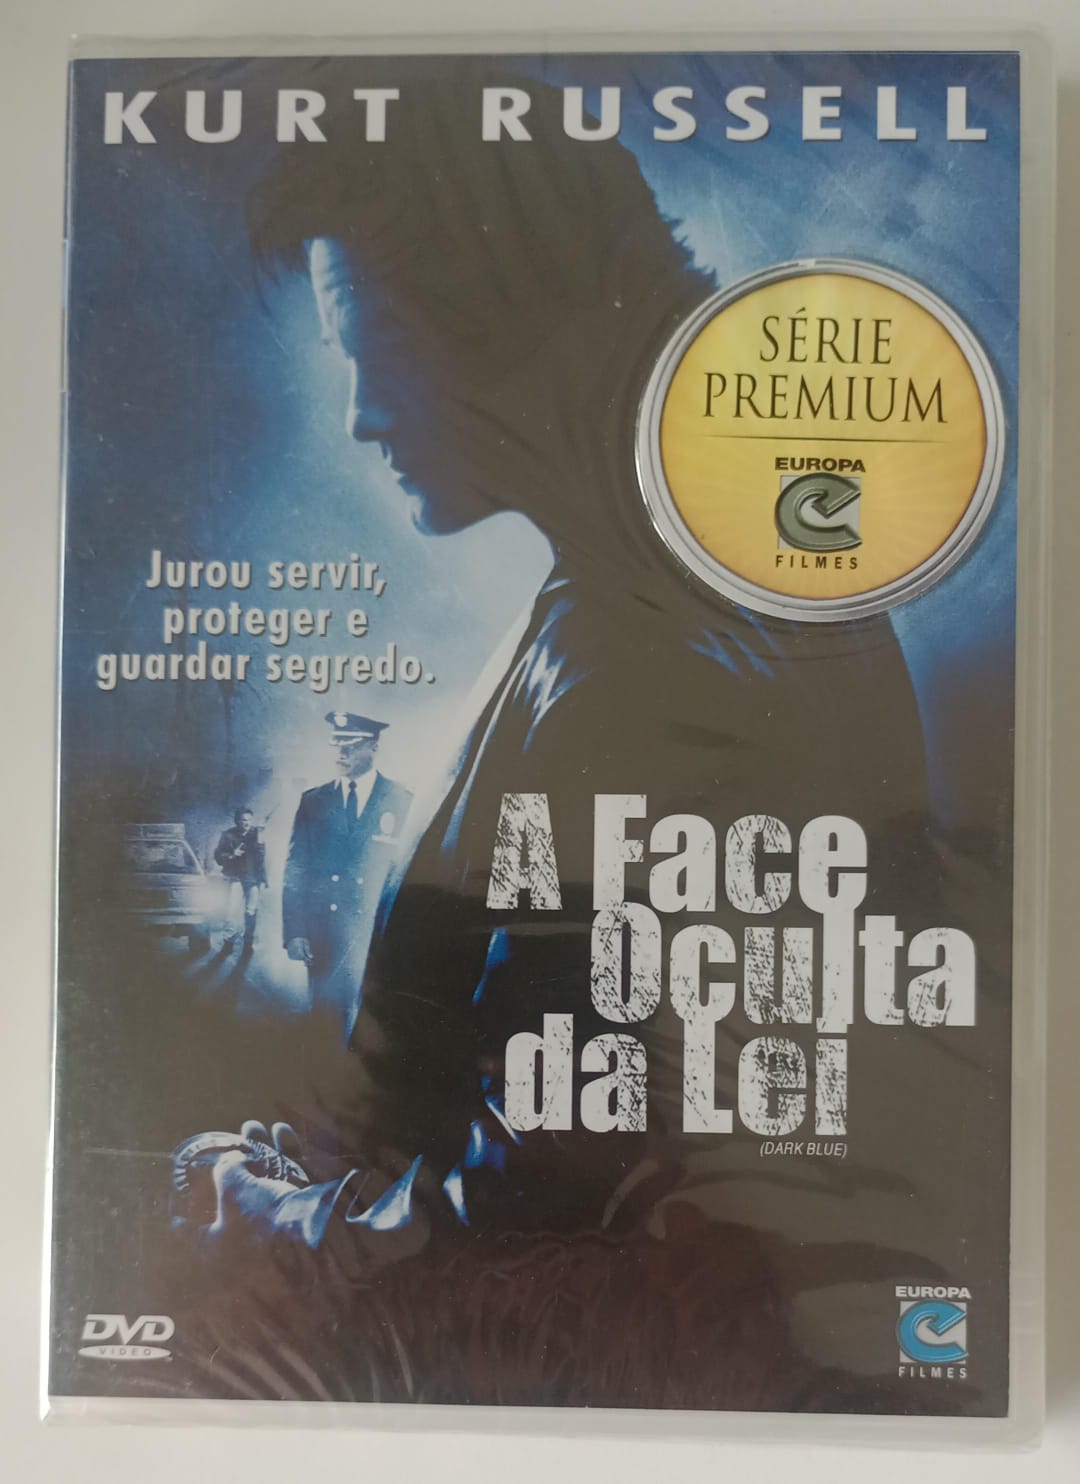 KURT RUSSELL
SÉRIE
PREMIUM
EUROPA
FILMES
Jurou servir,
proteger e
guardar segredo.
A Face
Oculta
da Lei
(DARK BLUE)
DVD
VIDEO
EUROPA
FILMES